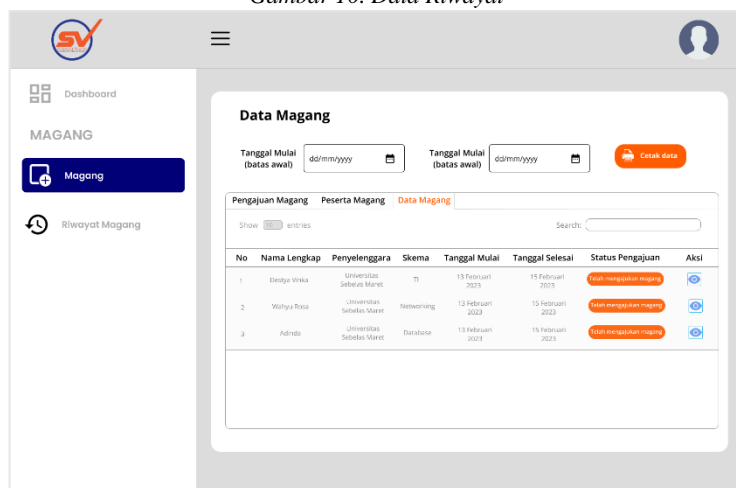 Gambar 10. Data Riwayat
SV
Dashboard
MAGANG
Magang
Riwayat Magang
Data Magang
Tanggal Mulai (batas awal)
dd/mm/yyyy
Tanggal Mulai (batas awal)
dd/mm/yyyy
Cetak data
Pengajuan Magang Peserta Magang Data Magang
Show 10 entries
Search:
No Nama Lengkap Penyelenggara Skema Tanggal Mulai Tanggal Selesai Status Pengajuan Aksi
1 Destya Vinka Universitas Sebelas Maret TI 13 Februari 2023 15 Februari 2023 Telah mengajukan magang
2 Wahyu Rosa Universitas Sebelas Maret Networking 13 Februari 2023 15 Februari 2023 Telah mengajukan magang
3 Adinda Universitas Sebelas Maret Database 13 Februari 2023 15 Februari 2023 Telah mengajukan magang